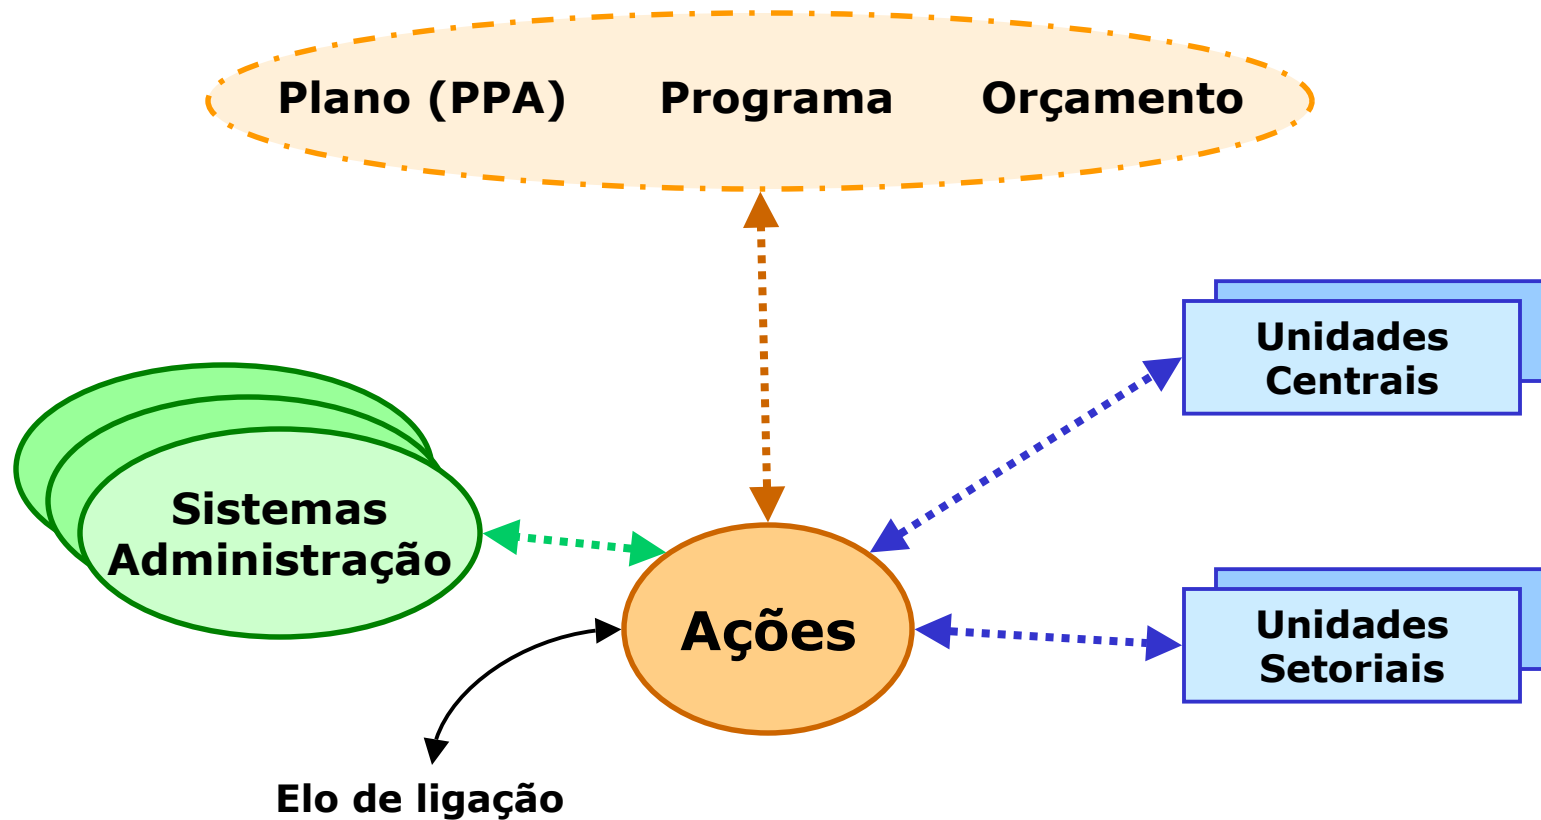 Plano (PPA) Programa Orçamento
Unidades
Centrais
Sistemas
Administração
Ações
Unidades
Setoriais
Elo de ligação